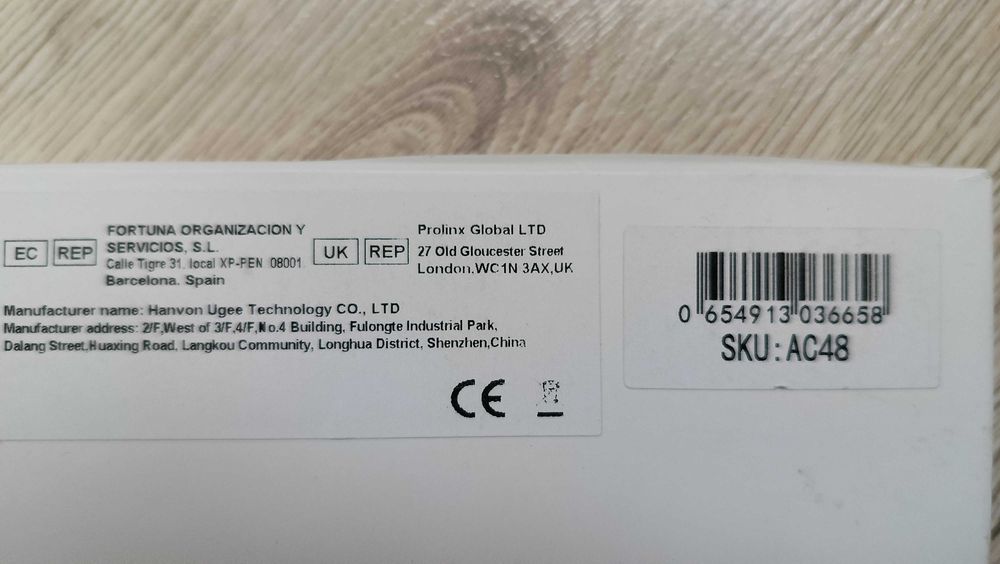 EC REP
FORTUNA ORGANIZACION Y
SERVICIOS, S.L.
Calle Tigre 31, local XP-PEN 08001.
Barcelona. Spain
UK REP
Prolinx Global LTD
27 Old Gloucester Street
London,WC1N 3AX,UK
Manufacturer name: Hanvon Ugee Technology CO., LTD
Manufacturer address: 2/F,West of 3/F,4/F,No.4 Building, Fulongte Industrial Park,
Dalang Street,Huaxing Road, Langkou Community, Longhua District, Shenzhen,China
CE
0 654913 036658
SKU:AC48